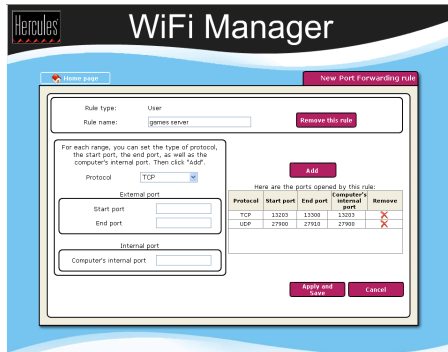 Hercules
WiFi Manager
Home page
New Port Forwarding rule
Rule type: User
Rule name: games server
Remove this rule
For each range, you can set the type of protocol,
the start port, the end port, as well as the
computer's internal port. Then click "Add".
Protocol TCP
External port
Start port
End port
Internal port
Computer's internal port
Add
Here are the ports opened by this rule:
Protocol Start port End port Computer's internal port Remove
TCP 13203 13300 13203
UDP 27900 27910 27900
Apply and
Save
Cancel